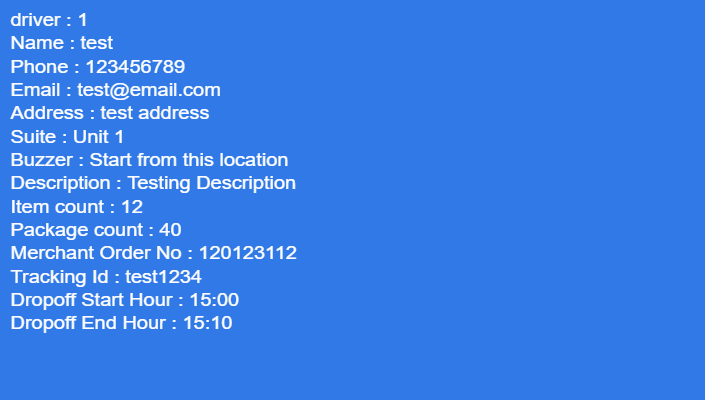 driver : 1
Name : test
Phone : 123456789
Email : test@email.com
Address : test address
Suite : Unit 1
Buzzer : Start from this location
Description : Testing Description
Item count : 12
Package count : 40
Merchant Order No : 120123112
Tracking Id : test1234
Dropoff Start Hour : 15:00
Dropoff End Hour : 15:10